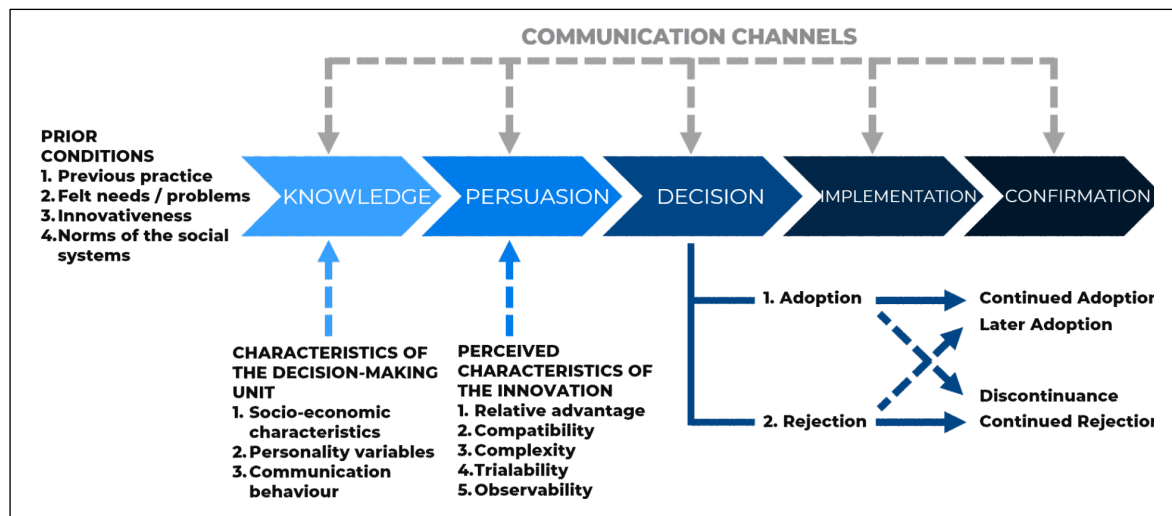 COMMUNICATION CHANNELS
PRIOR
CONDITIONS
1. Previous practice
2. Felt needs / problems
3. Innovativeness
4. Norms of the social
systems
KNOWLEDGE
PERSUASION
DECISION
IMPLEMENTATION
CONFIRMATION
CHARACTERISTICS OF
THE DECISION-MAKING
UNIT
1. Socio-economic
characteristics
2. Personality variables
3. Communication
behaviour
PERCEIVED
CHARACTERISTICS OF
THE INNOVATION
1. Relative advantage
2. Compatibility
3. Complexity
4. Trialability
5. Observability
1. Adoption
2. Rejection
Continued Adoption
Later Adoption
Discontinuance
Continued Rejection